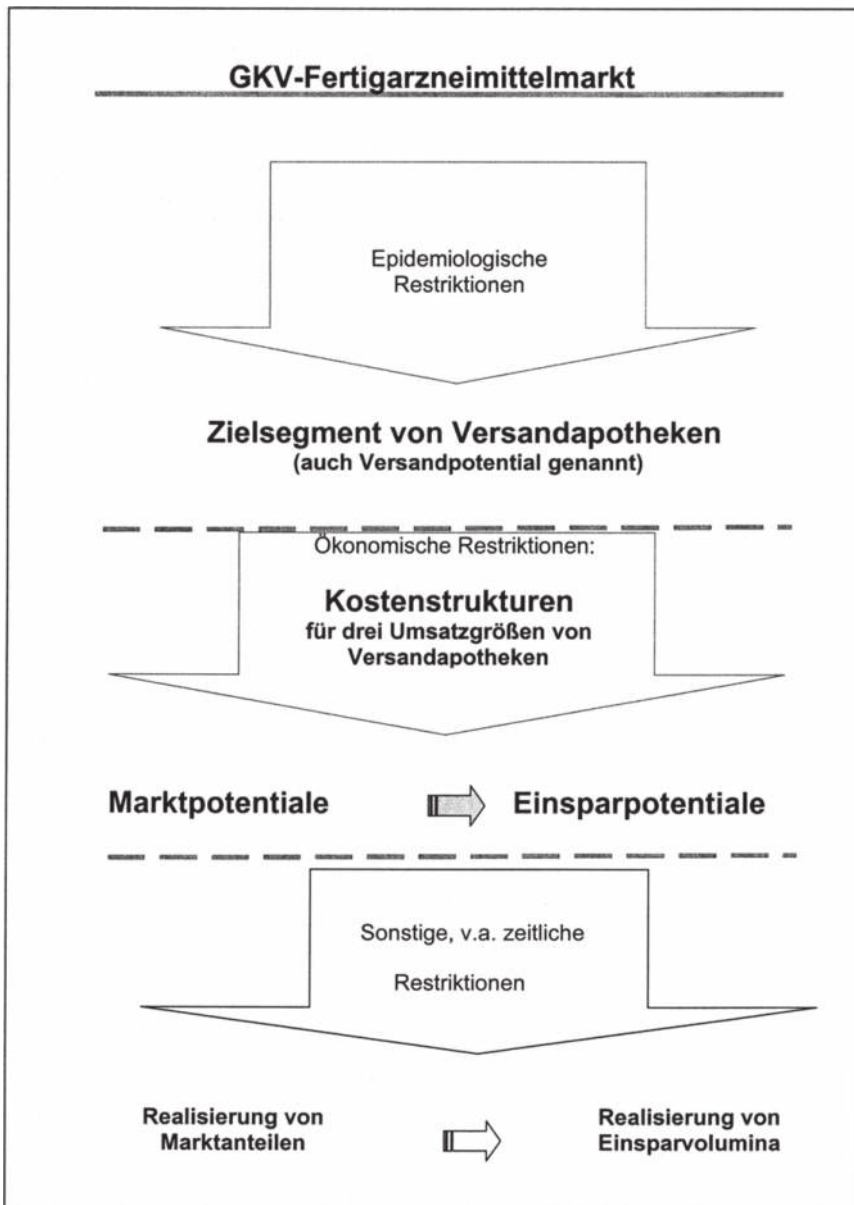 GKV-Fertigarzneimittelmarkt
Epidemiologische
Restriktionen
Zielsegment von Versandapotheken
(auch Versandpotential genannt)
Ökonomische Restriktionen:
Kostenstrukturen
für drei Umsatzgrößen von
Versandapotheken
Marktpotentiale
Einsparpotentiale
Sonstige, v.a. zeitliche
Restriktionen
Realisierung von
Marktanteilen
Realisierung von
Einsparvolumina